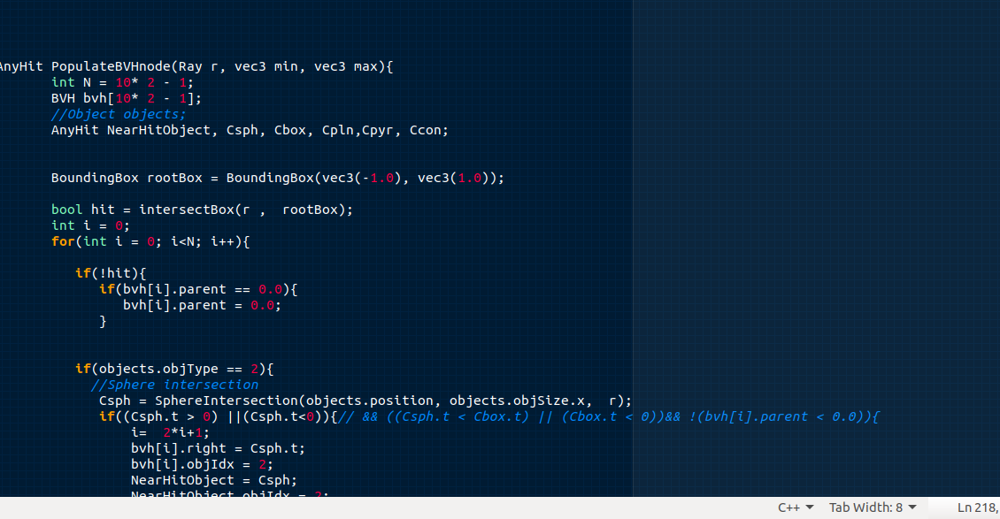 AnyHit PopulateBVHnode(Ray r, vec3 min, vec3 max){
int N = 10* 2 - 1;
BVH bvh[10* 2 - 1];
//Object objects;
AnyHit NearHitObject, Csph, Cbox, Cpln,Cpyr, Ccon;
BoundingBox rootBox = BoundingBox(vec3(-1.0), vec3(1.0));
bool hit = intersectBox(r ,  rootBox);
int i = 0;
for(int i = 0; i<N; i++){
if(!hit){
if(bvh[i].parent == 0.0){
bvh[i].parent = 0.0;
}
if(objects.objType == 2){
//Sphere intersection
Csph = SphereIntersection(objects.position, objects.objSize.x,  r);
if((Csph.t > 0) ||(Csph.t<0)){// && ((Csph.t < Cbox.t) || (Cbox.t < 0))&& !(bvh[i].parent < 0.0)){
i=  2*i+1;
bvh[i].right = Csph.t;
bvh[i].objIdx = 2;
NearHitObject = Csph;
NearHitObject.objIdx = 2;
C++ Tab Width: 8 Ln 218,